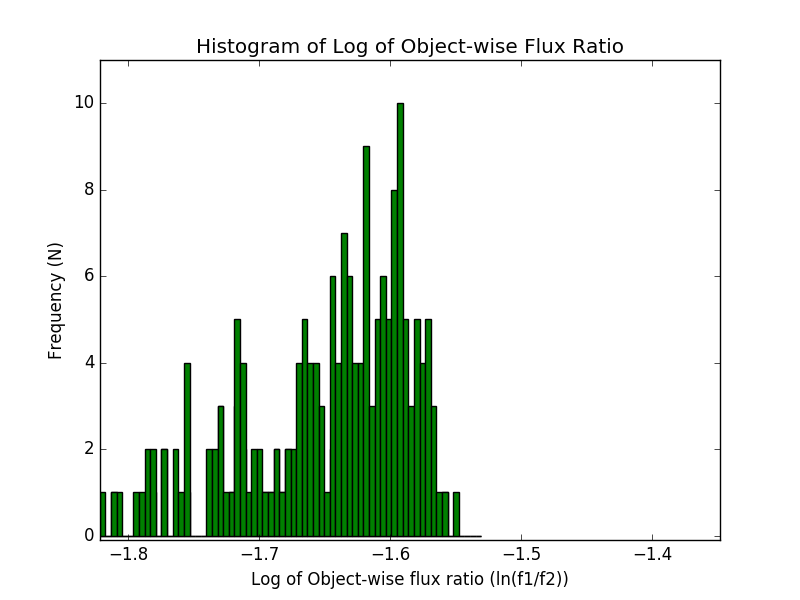 Histogram of Log of Object-wise Flux Ratio
Frequency (N)
10
8
6
4
2
0
−1.8 −1.7 −1.6 −1.5 −1.4
Log of Object-wise flux ratio (ln(f1/f2))